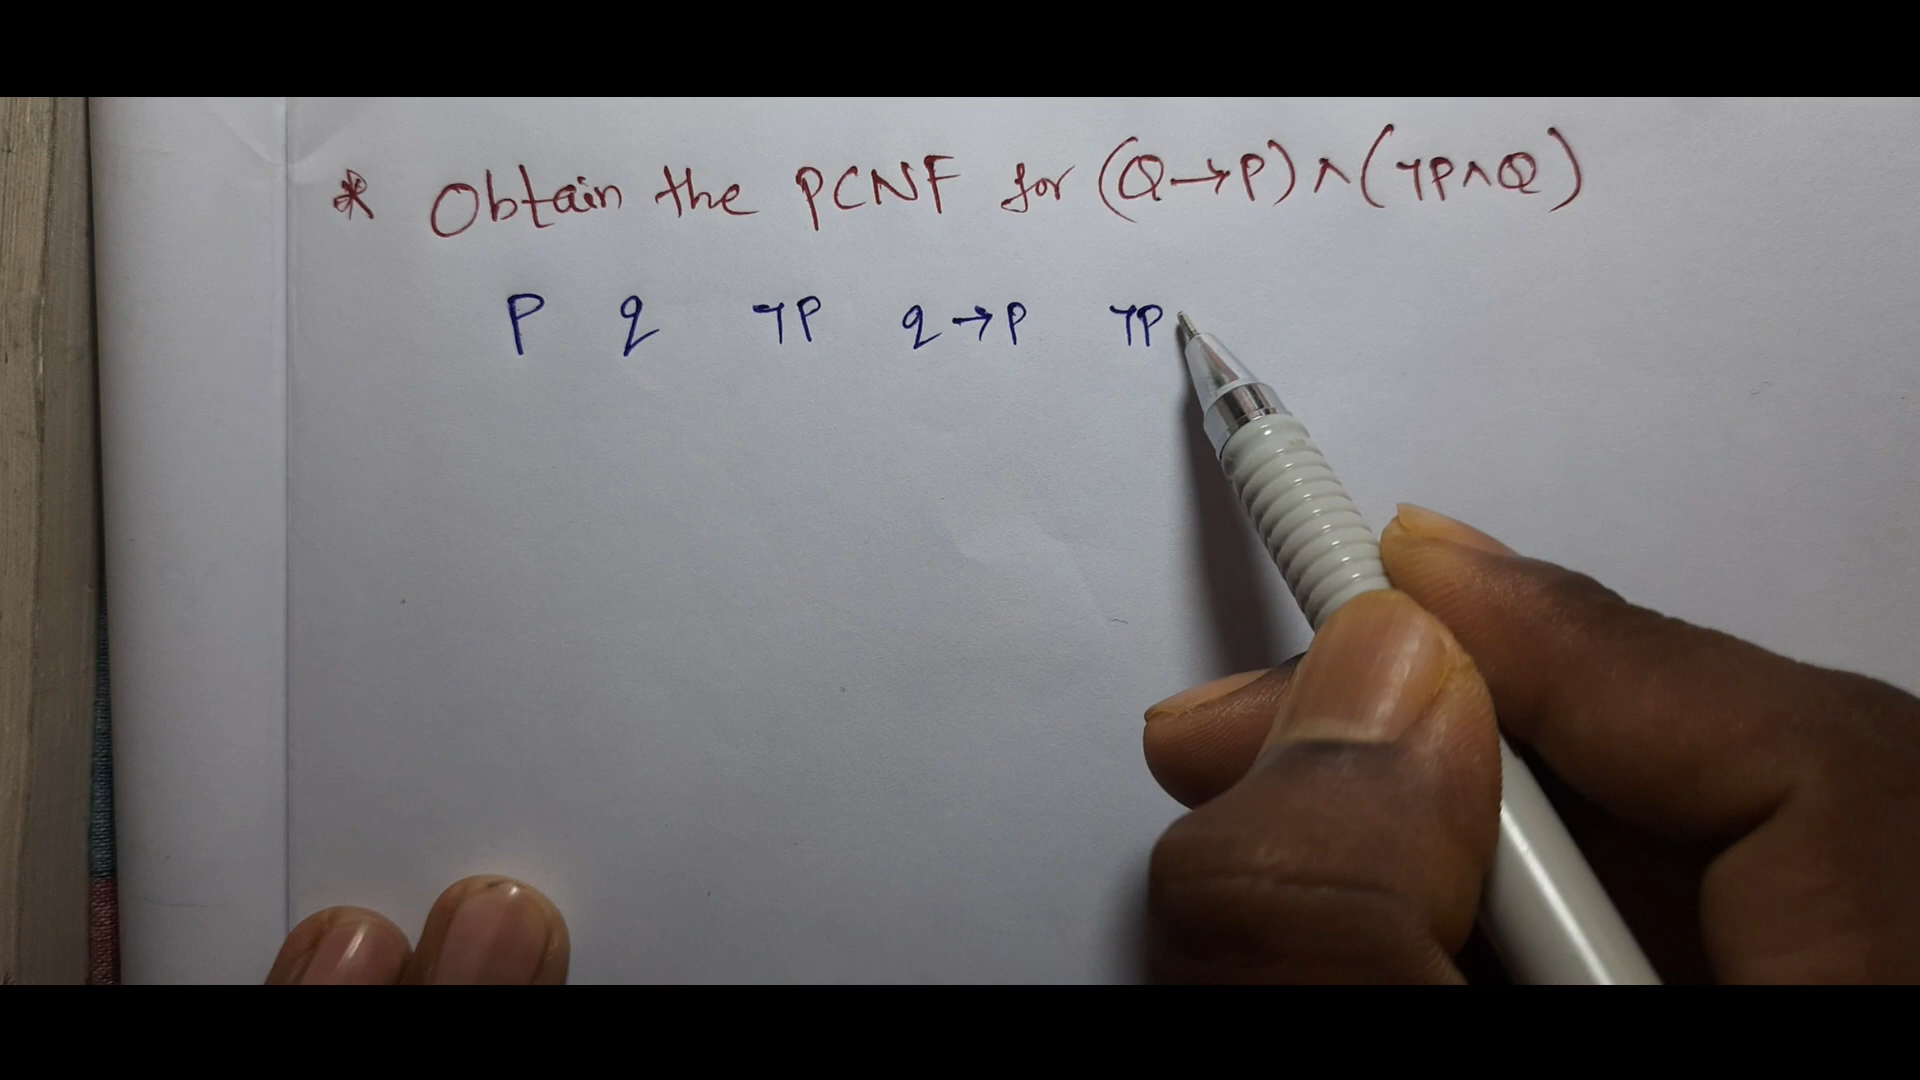 * Obtain the PCNF for (Q→P)∧(¬P∧Q)
P q ¬P q→P ¬P